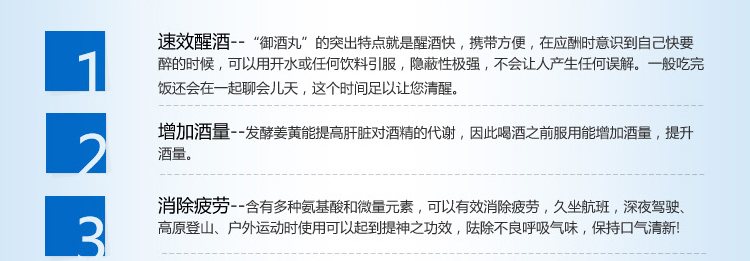 1
速效醒酒--“御酒丸”的突出特点就是醒酒快，携带方便，在应酬时意识到自己快要
醉的时候，可以用开水或任何饮料引服，隐蔽性极强，不会让人产生任何误解。一般吃完
饭还会在一起聊会儿天，这个时间足以让您清醒。
2
增加酒量--发酵姜黄能提高肝脏对酒精的代谢，因此喝酒之前服用能增加酒量，提升
酒量。
3
消除疲劳--含有多种氨基酸和微量元素，可以有效消除疲劳，久坐航班，深夜驾驶、
高原登山、户外运动时使用可以起到提神之功效，阹除不良呼吸气味，保持口气清新!